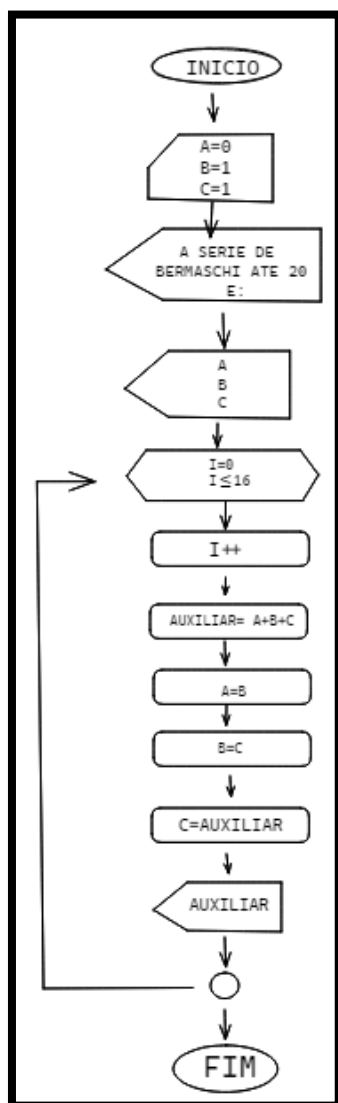 INICIO
A=0
B=1
C=1
A SERIE DE
BERMASCHI ATE 20
E:
A
B
C
I=0
I≤16
I++
AUXILIAR= A+B+C
A=B
B=C
C=AUXILIAR
AUXILIAR
FIM